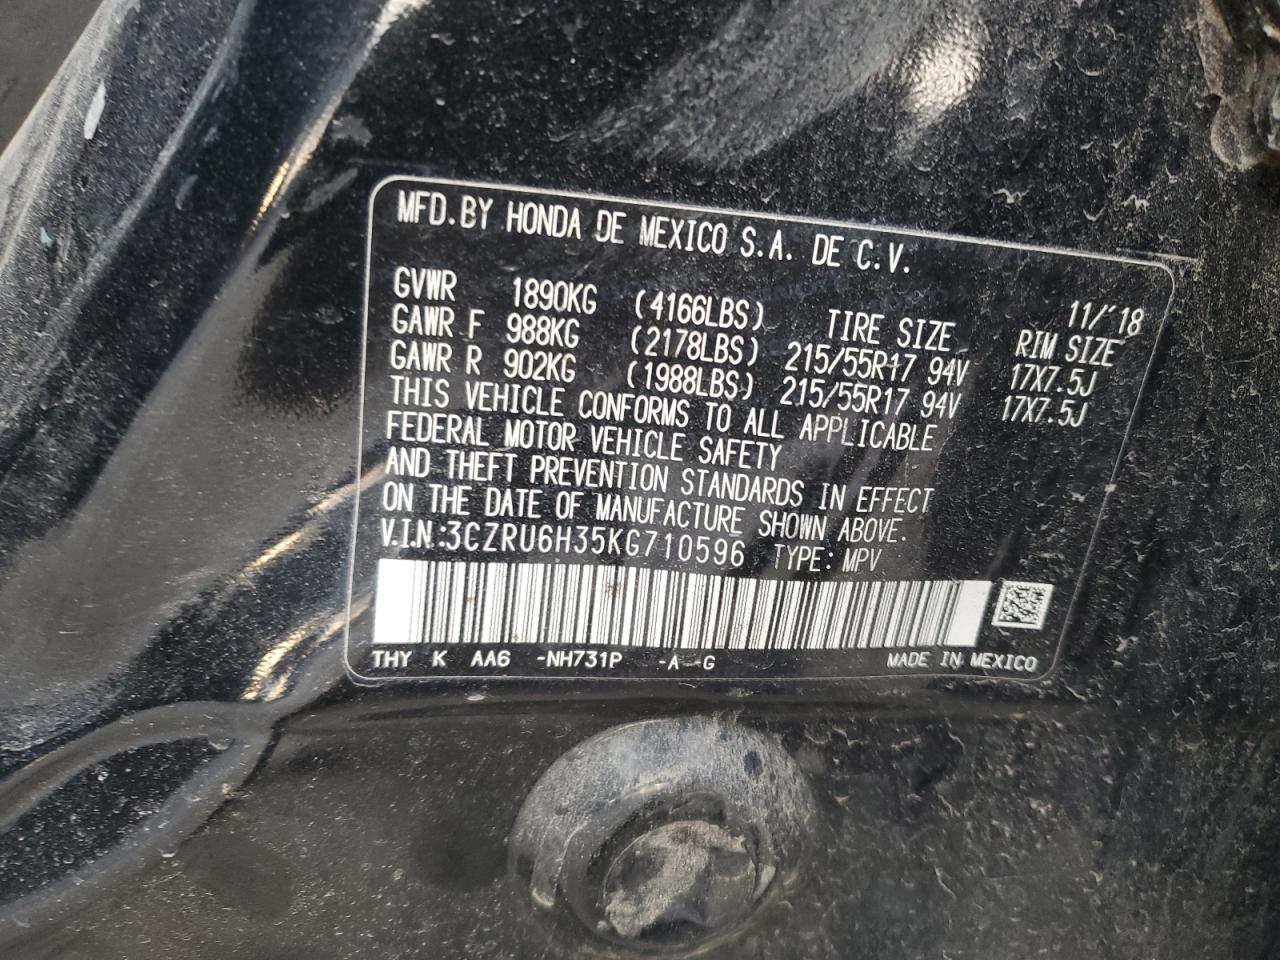 MFD. BY HONDA DE MEXICO S.A. DE C.V.
11/'18
GVWR 1890KG (4166LBS) TIRE SIZE RIM SIZE
GAWR F 988KG (2178LBS) 215/55R17 94V 17X7.5J
GAWR R 902KG (1988LBS) 215/55R17 94V 17X7.5J
THIS VEHICLE CONFORMS TO ALL APPLICABLE
FEDERAL MOTOR VEHICLE SAFETY
AND THEFT PREVENTION STANDARDS IN EFFECT
ON THE DATE OF MANUFACTURE SHOWN ABOVE.
V.I.N.:3CZRU6H35KG710596 TYPE: MPV
THY K AA6 -NH731P -A -G MADE IN MEXICO